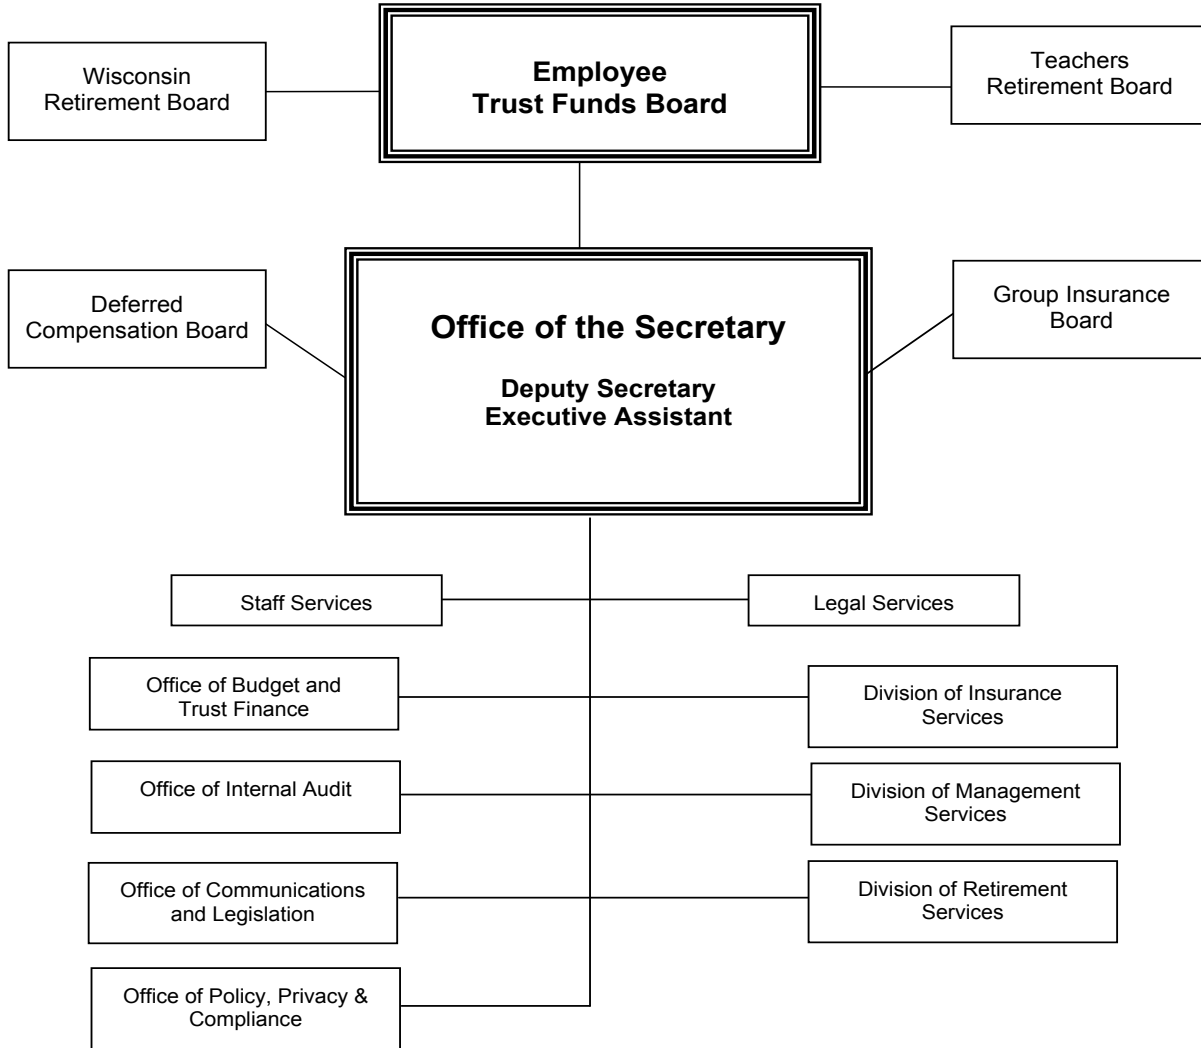 Wisconsin
Retirement Board
Employee
Trust Funds Board
Teachers
Retirement Board
Deferred
Compensation Board
Office of the Secretary
Deputy Secretary
Executive Assistant
Group Insurance
Board
Staff Services
Legal Services
Office of Budget and
Trust Finance
Division of Insurance
Services
Office of Internal Audit
Division of Management
Services
Office of Communications
and Legislation
Division of Retirement
Services
Office of Policy, Privacy &
Compliance